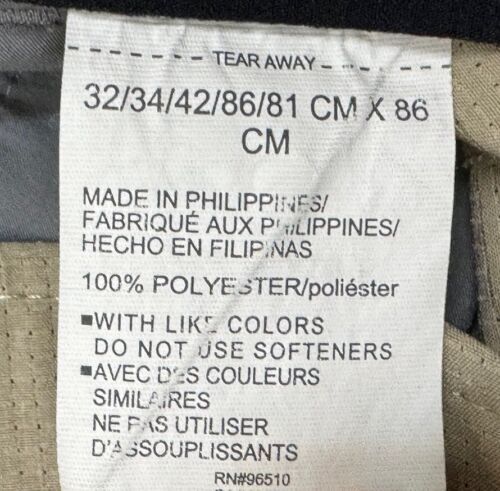 TEAR AWAY
32/34/42/86/81 CM X 86
CM
MADE IN PHILIPPINES/
FABRIQUÉ AUX PHILIPPINES/
HECHO EN FILIPINAS
100% POLYESTER/poliéster
■WITH LIKE COLORS
DO NOT USE SOFTENERS
■AVEC DES COULEURS
SIMILAIRES
NE PAS UTILISER
D'ASSOUPLISSANTS
RN#96510